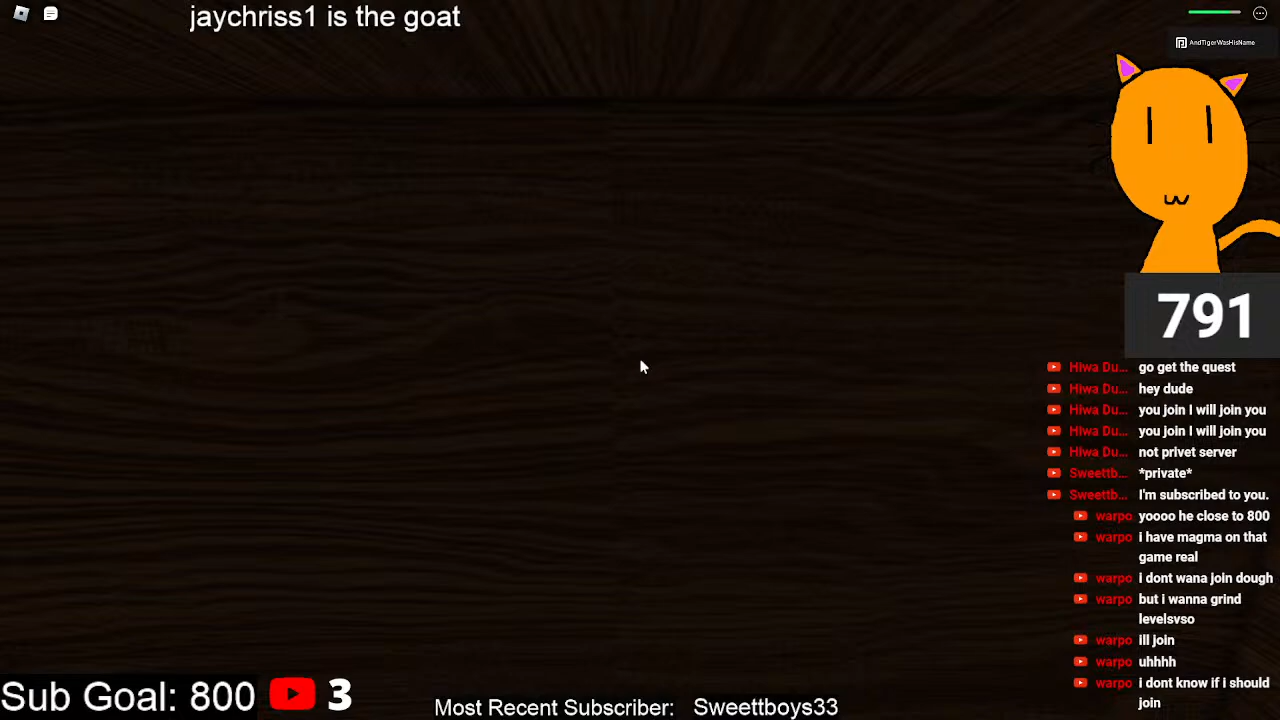 jaychriss1 is the goat
AndTigerWasHisName
791
Hiwa Du... go get the quest
Hiwa Du... hey dude
Hiwa Du... you join I will join you
Hiwa Du... you join I will join you
Hiwa Du... not privet server
Sweettb... *private*
Sweettb... I'm subscribed to you.
warpo yoooo he close to 800
warpo i have magma on that
game real
warpo i dont wana join dough
warpo but i wanna grind
levelsvso
warpo ill join
warpo uhhhh
warpo i dont know if i should
join
Sub Goal: 800 3
Most Recent Subscriber: Sweettboys33